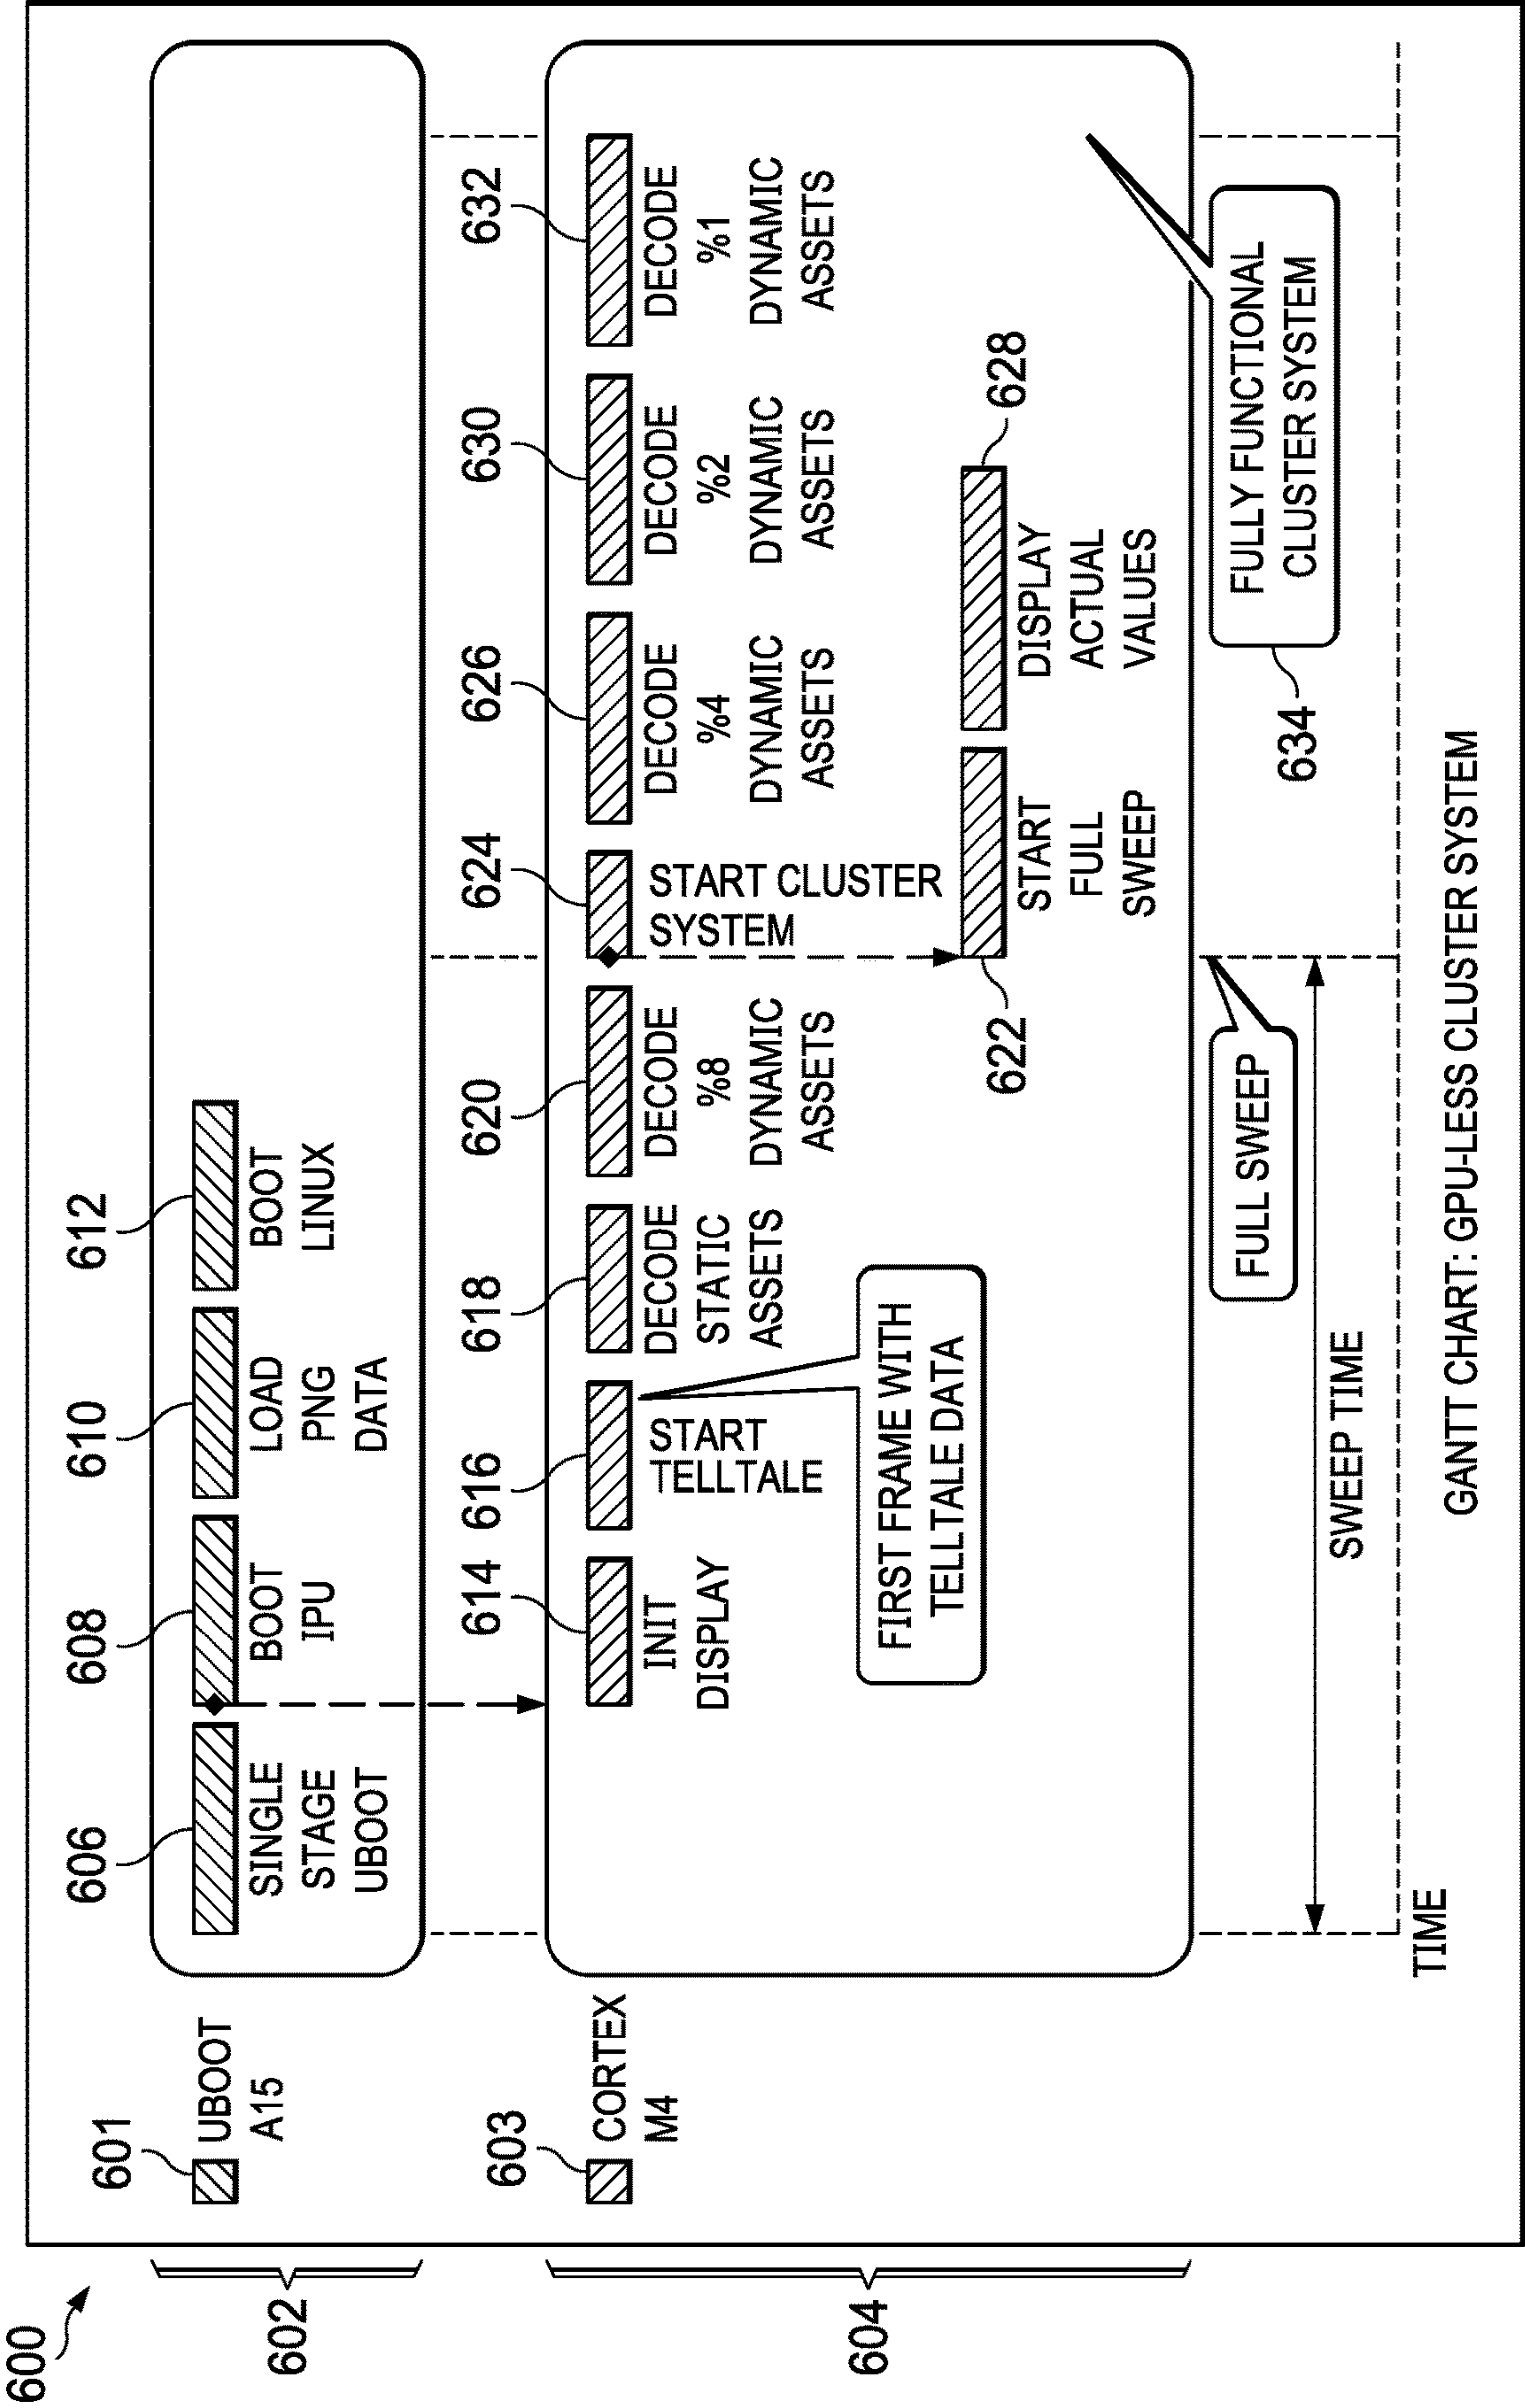 600
602
601
UBOOT
A15
606
SINGLE
STAGE
UBOOT
608
BOOT
IPU
610
LOAD
PNG
DATA
612
BOOT
LINUX
604
603
CORTEX
M4
614
INIT
DISPLAY
616
START
TELLTALE
FIRST FRAME WITH
TELLTALE DATA
618
DECODE
STATIC
ASSETS
620
DECODE
%8
DYNAMIC
ASSETS
624
START CLUSTER
SYSTEM
626
DECODE
%4
DYNAMIC
ASSETS
630
DECODE
%2
DYNAMIC
ASSETS
632
DECODE
%1
DYNAMIC
ASSETS
622
START
FULL
SWEEP
628
DISPLAY
ACTUAL
VALUES
FULL SWEEP
634
FULLY FUNCTIONAL
CLUSTER SYSTEM
SWEEP TIME
TIME
GANTT CHART: GPU-LESS CLUSTER SYSTEM